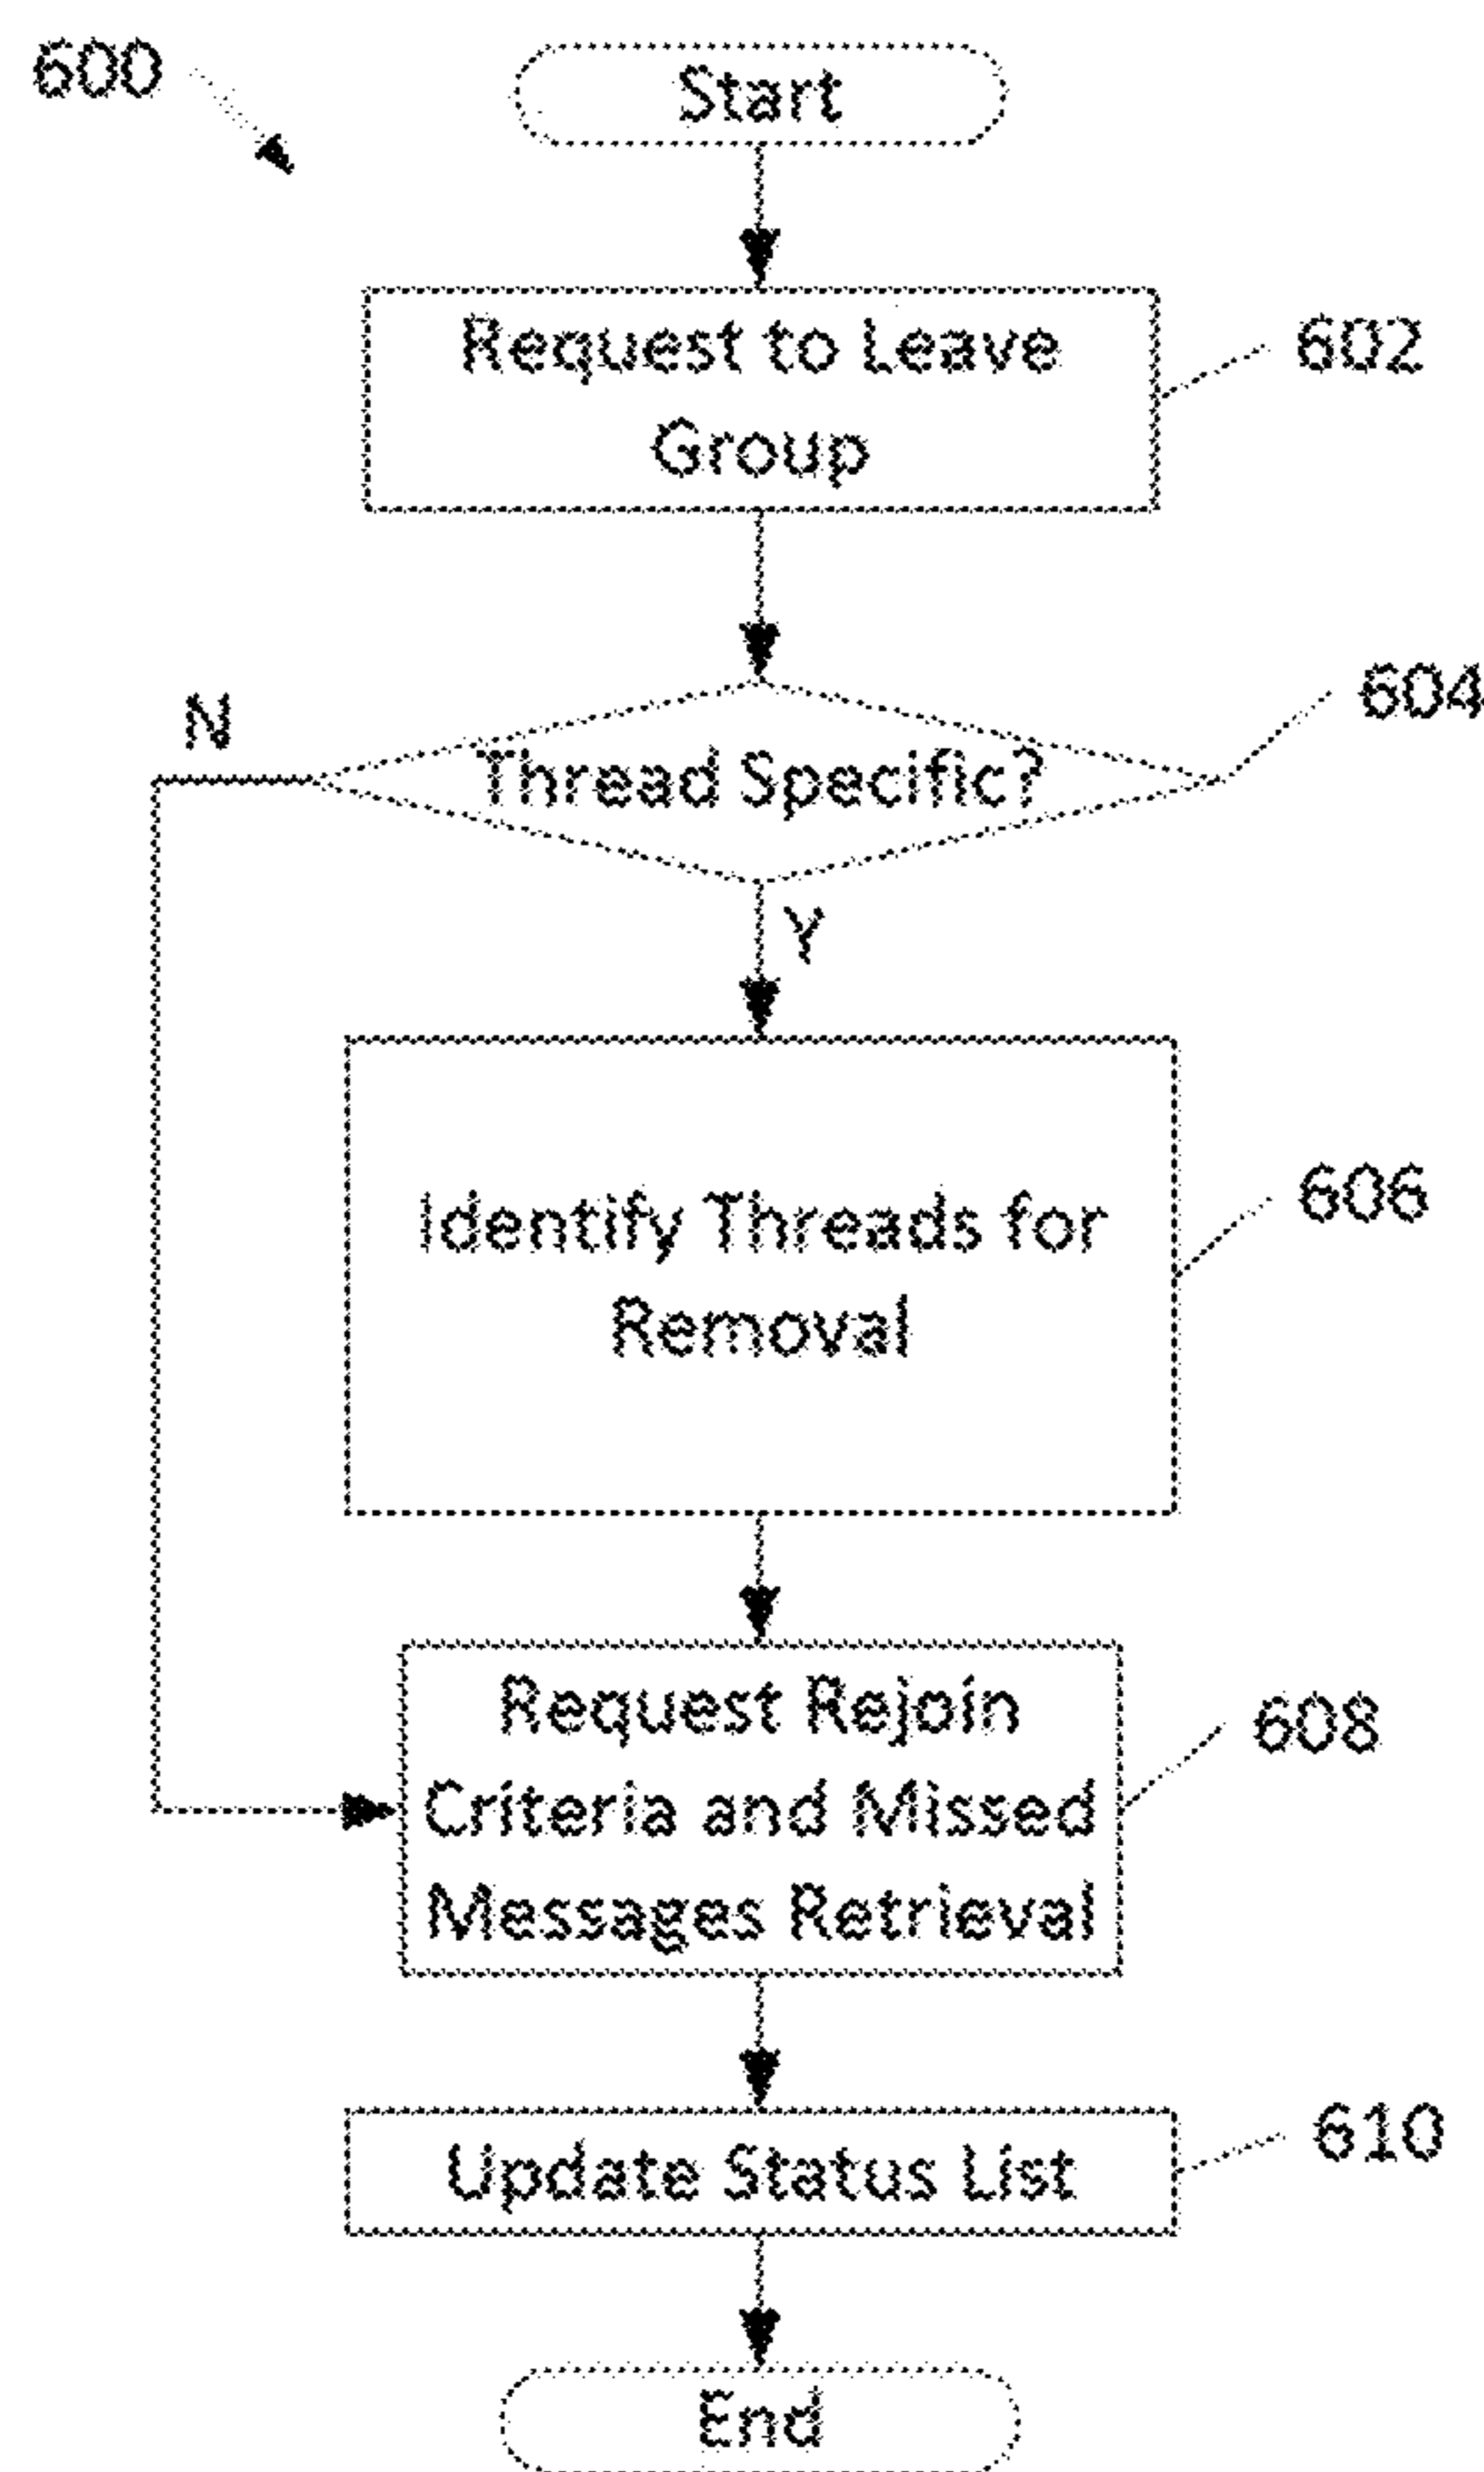 600
Start
Request to Leave
Group
602
N
Thread Specific?
604
Y
Identify Threads for
Removal
606
Request Rejoin
Criteria and Missed
Messages Retrieval
608
Update Status List
610
End